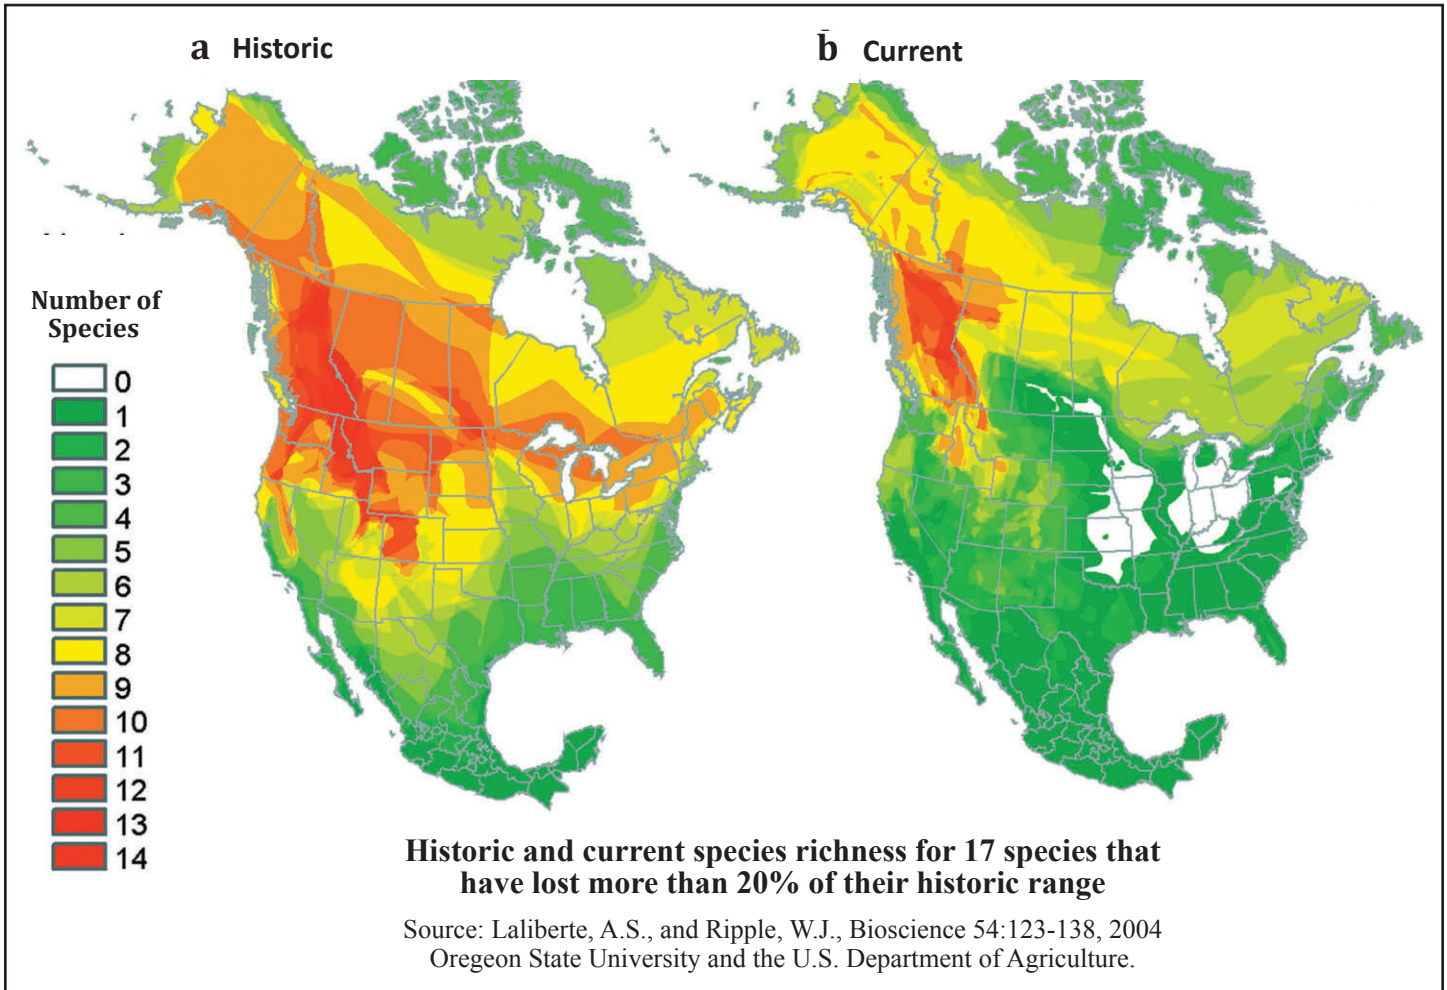 a Historic
b Current
Number of
Species
0
1
2
3
4
5
6
7
8
9
10
11
12
13
14
Historic and current species richness for 17 species that
have lost more than 20% of their historic range
Source: Laliberte, A.S., and Ripple, W.J., Bioscience 54:123-138, 2004
Oregeon State University and the U.S. Department of Agriculture.